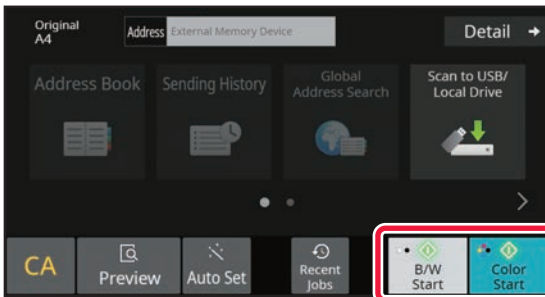 Original
A4
Address
External Memory Device
Detail
Address Book
Sending History
Global
Address Search
Scan to USB/
Local Drive
CA
Preview
Auto Set
Recent
Jobs
B/W
Start
Color
Start